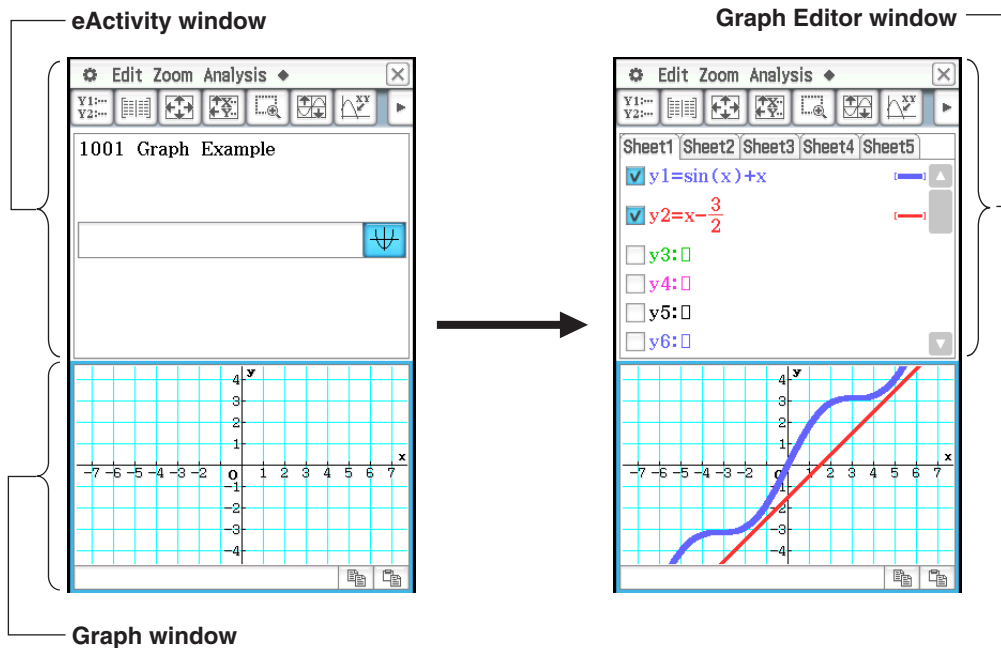 eActivity window
Graph Editor window
Edit Zoom Analysis ◆
Y1:···
Y2:···
XY
1001 Graph Example
y
4
3
2
1
-7 -6 -5 -4 -3 -2 O 1 2 3 4 5 6 7 x
-1
-3
-4
Graph window
Edit Zoom Analysis ◆
Y1:···
Y2:···
XY
Sheet1 Sheet2 Sheet3 Sheet4 Sheet5
y1=sin(x)+x
y2=x-3/2
y3:▯
y4:▯
y5:▯
y6:▯
y
4
3
2
1
-7 -6 -5 -4 -3 -2 O 1 2 3 4 5 6 7 x
-1
-2
-3
-4